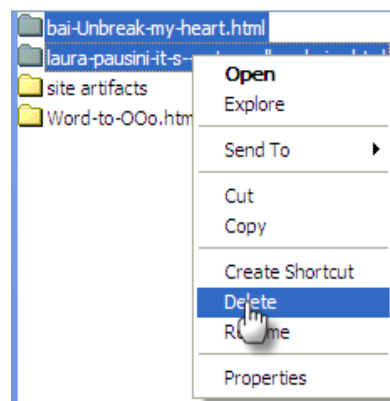 bai-Unbreak-my-heart.html
laura-pausini-it-s-
site artifacts
Word-to-OOo.htm
Open
Explore
Send To
Cut
Copy
Create Shortcut
Delete
Rename
Properties